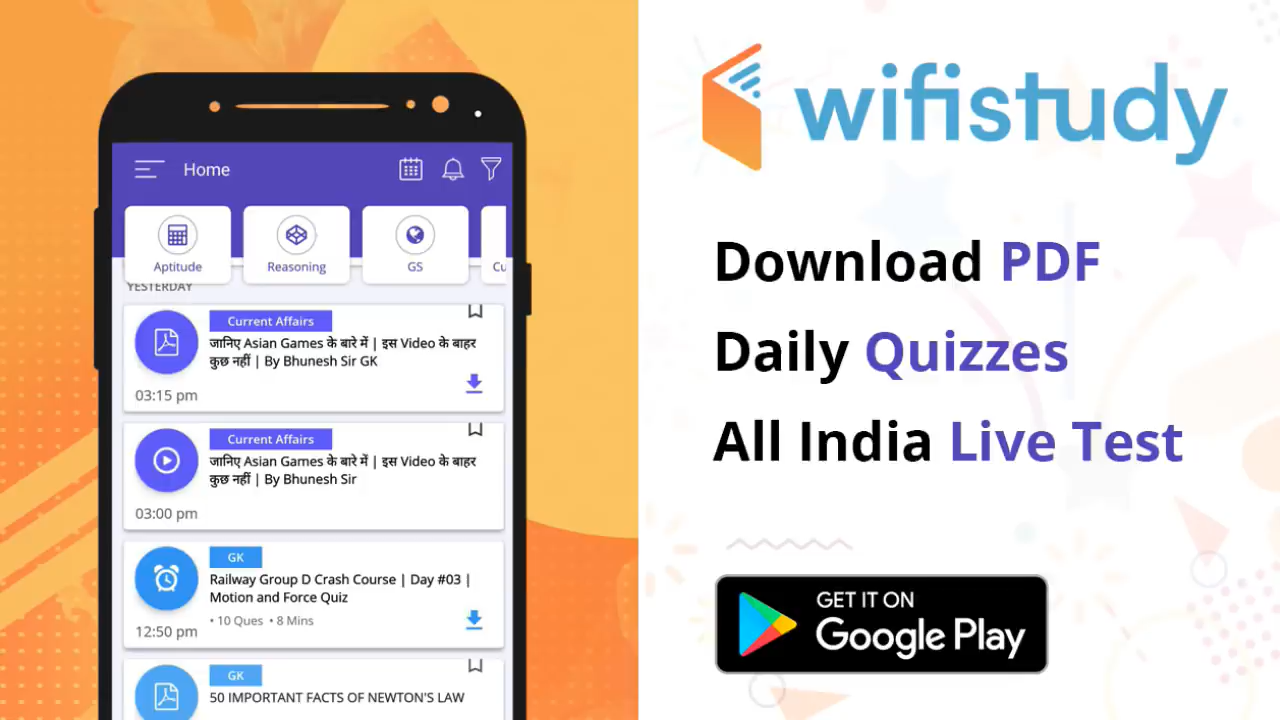 Home
Aptitude
Reasoning
GS
Cu
YESTERDAY
Current Affairs
जानिए Asian Games के बारे में | इस Video के बाहर
कुछ नहीं | By Bhunesh Sir GK
03:15 pm
Current Affairs
जानिए Asian Games के बारे में | इस Video के बाहर
कुछ नहीं | By Bhunesh Sir
03:00 pm
GK
Railway Group D Crash Course | Day #03 |
Motion and Force Quiz
• 10 Ques • 8 Mins
12:50 pm
GK
50 IMPORTANT FACTS OF NEWTON'S LAW
wifistudy
Download PDF
Daily Quizzes
All India Live Test
GET IT ON
Google Play